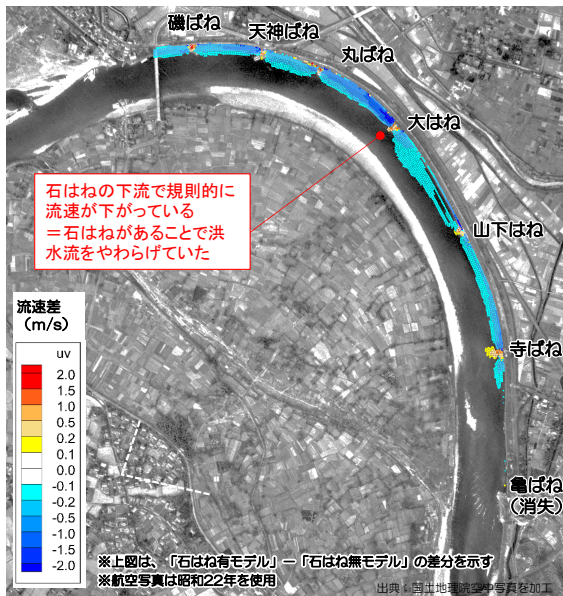 磯ばね
天神ばね
丸ばね
大はね
石はねの下流で規則的に
流速が下がっている
＝石はねがあることで洪
水流をやわらげていた
山下はね
流速差
（m/s）
uv
2.0
1.5
1.0
0.5
0.2
0.1
0.0
-0.1
-0.2
-0.5
-1.0
-1.5
-2.0
寺ばね
亀ばね
（消失）
※上図は、「石はね有モデル」－「石はね無モデル」の差分を示す
※航空写真は昭和22年を使用
出典：国土地理院空中写真を加工